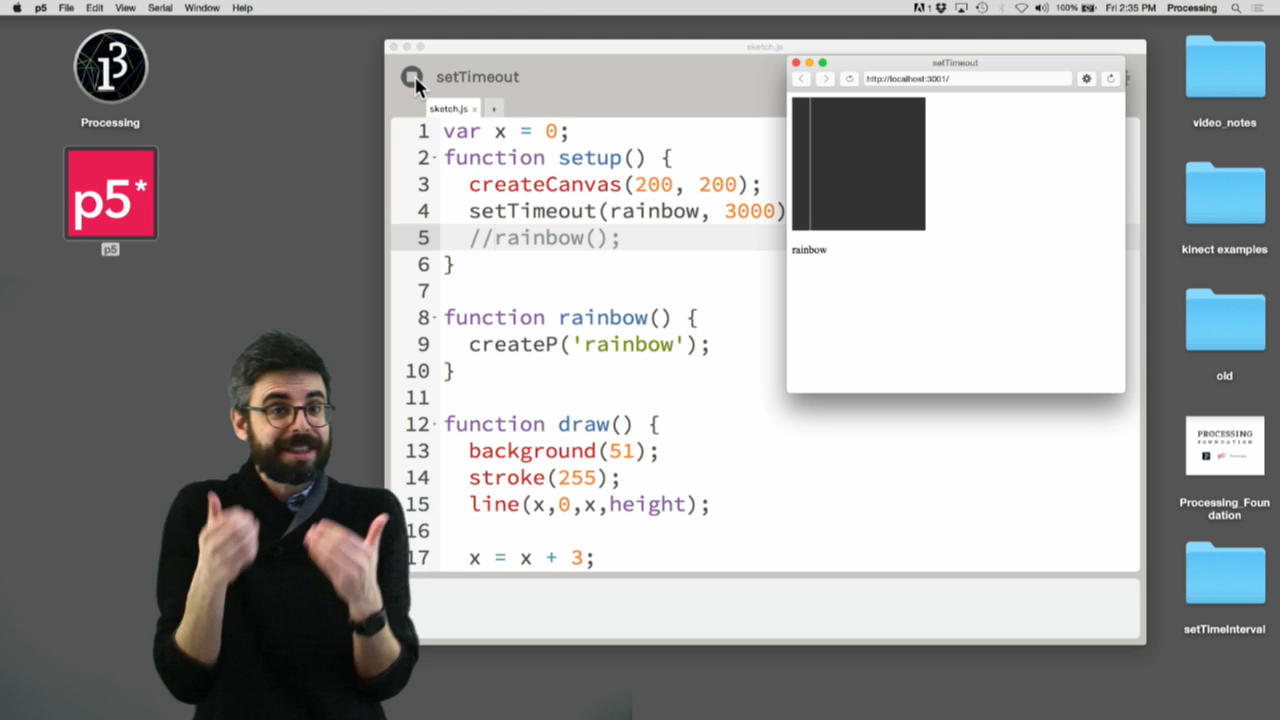 p5 File Edit View Serial Window Help
1 100% Fri 2:35 PM Processing
Processing
p5*
p5
sketch.js
setTimeout
sketch.js x +
1 var x = 0;
2 function setup() {
3 createCanvas(200, 200);
4 setTimeout(rainbow, 3000)
5 //rainbow();
6 }
7
8 function rainbow() {
9 createP('rainbow');
10 }
11
12 function draw() {
13 background(51);
14 stroke(255);
15 line(x,0,x,height);
16
17 x = x + 3;
setTimeout
http://localhost:3001/
rainbow
video_notes
kinect examples
old
PROCESSING
FOUNDATION
Processing_Foun
dation
setTimeInterval